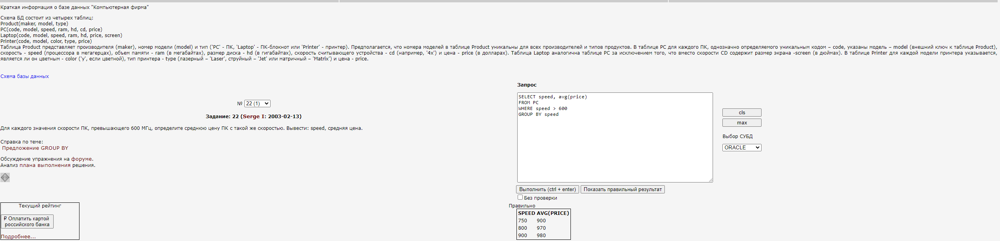 Краткая информация о базе данных "Компьютерная фирма"
Схема БД состоит из четырех таблиц:
Product(maker, model, type)
PC(code, model, speed, ram, hd, cd, price)
Laptop(code, model, speed, ram, hd, price, screen)
Printer(code, model, color, type, price)
Таблица Product представляет производителя (maker), номер модели (model) и тип ('PC' - ПК, 'Laptop' - ПК-блокнот или 'Printer' - принтер). Предполагается, что номера моделей в таблице Product уникальны для всех производителей и типов продуктов. В таблице PC для каждого ПК, однозначно определяемого уникальным кодом – code, указаны модель – model (внешний ключ к таблице Product),
скорость - speed (процессора в мегагерцах), объем памяти - ram (в мегабайтах), размер диска - hd (в гигабайтах), скорость считывающего устройства - cd (например, '4x') и цена - price (в долларах). Таблица Laptop аналогична таблице PC за исключением того, что вместо скорости CD содержит размер экрана -screen (в дюймах). В таблице Printer для каждой модели принтера указывается,
является ли он цветным - color ('y', если цветной), тип принтера - type (лазерный – 'Laser', струйный – 'Jet' или матричный – 'Matrix') и цена - price.
Схема базы данных
№ 22 (1)
Задание: 22 (Serge I: 2003-02-13)
Для каждого значения скорости ПК, превышающего 600 МГц, определите среднюю цену ПК с такой же скоростью. Вывести: speed, средняя цена.
Справка по теме:
Предложение GROUP BY
Обсуждение упражнения на форуме.
Анализ плана выполнения решения.
Текущий рейтинг
₽ Оплатить картой
российского банка
Подробнее...
Запрос
SELECT speed, avg(price)
FROM PC
WHERE speed > 600
GROUP BY speed
cls
max
Выбор СУБД
ORACLE
Выполнить (ctrl + enter) Показать правильный результат
Без проверки
Правильно
SPEED AVG(PRICE)
750 900
800 970
900 980